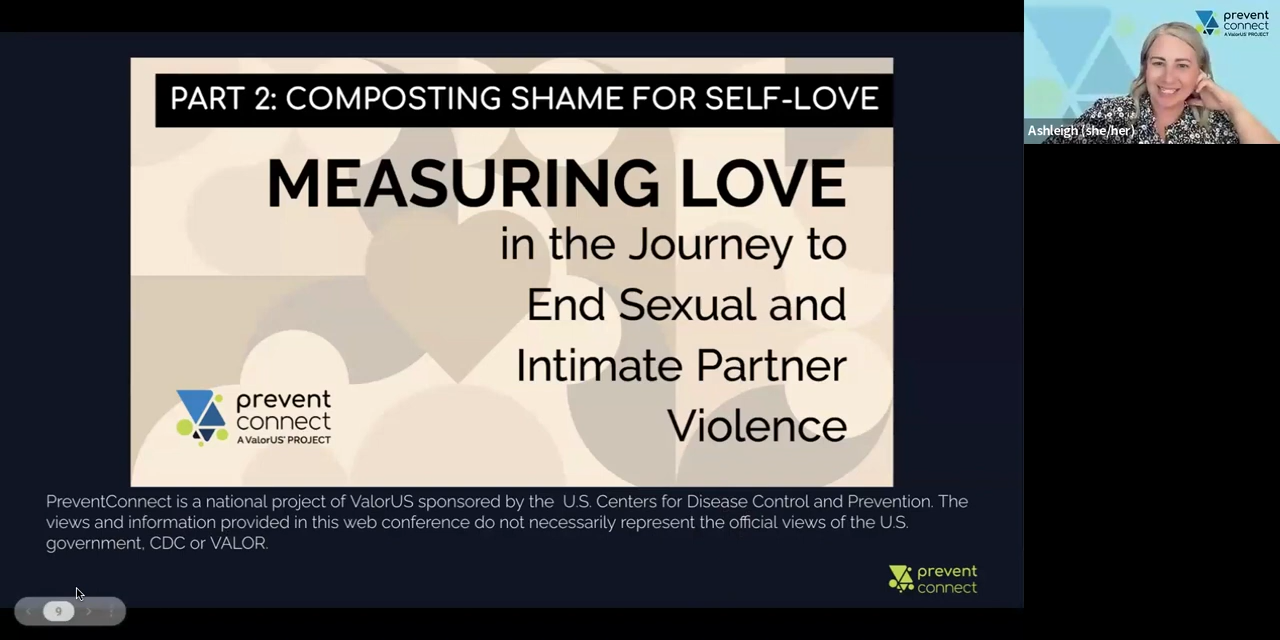 PART 2: COMPOSTING SHAME FOR SELF-LOVE
MEASURING LOVE
in the Journey to
End Sexual and
Intimate Partner
Violence
prevent
connect
A ValorUS® PROJECT
PreventConnect is a national project of ValorUS sponsored by the U.S. Centers for Disease Control and Prevention. The
views and information provided in this web conference do not necessarily represent the official views of the U.S.
government, CDC or VALOR.
prevent
connect
9
prevent
connect
A ValorUS® PROJECT
Ashleigh (she/her)